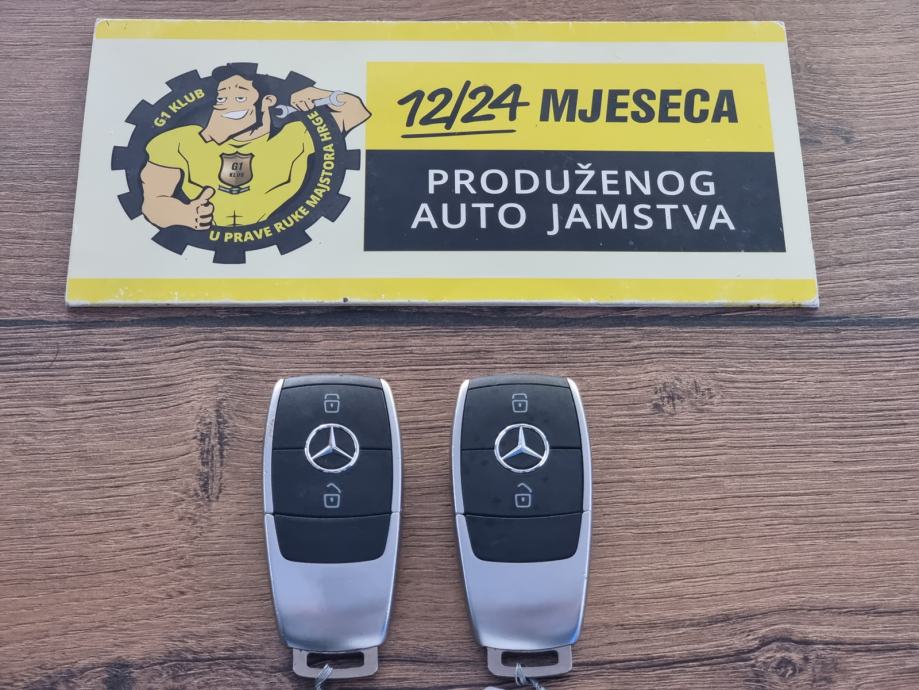 G1 KLUB
G1
KLUB
U PRAVE RUKE MAJSTORA HRGE
12/24 MJESECA
PRODUŽENOG
AUTO JAMSTVA